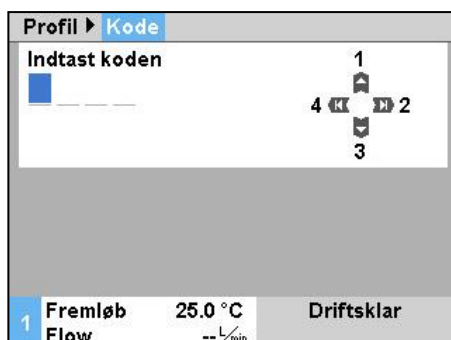 Profil Kode
Indtast koden
1
4 2
3
1 Fremløb 25.0 °C Driftsklar
Flow -- L/min